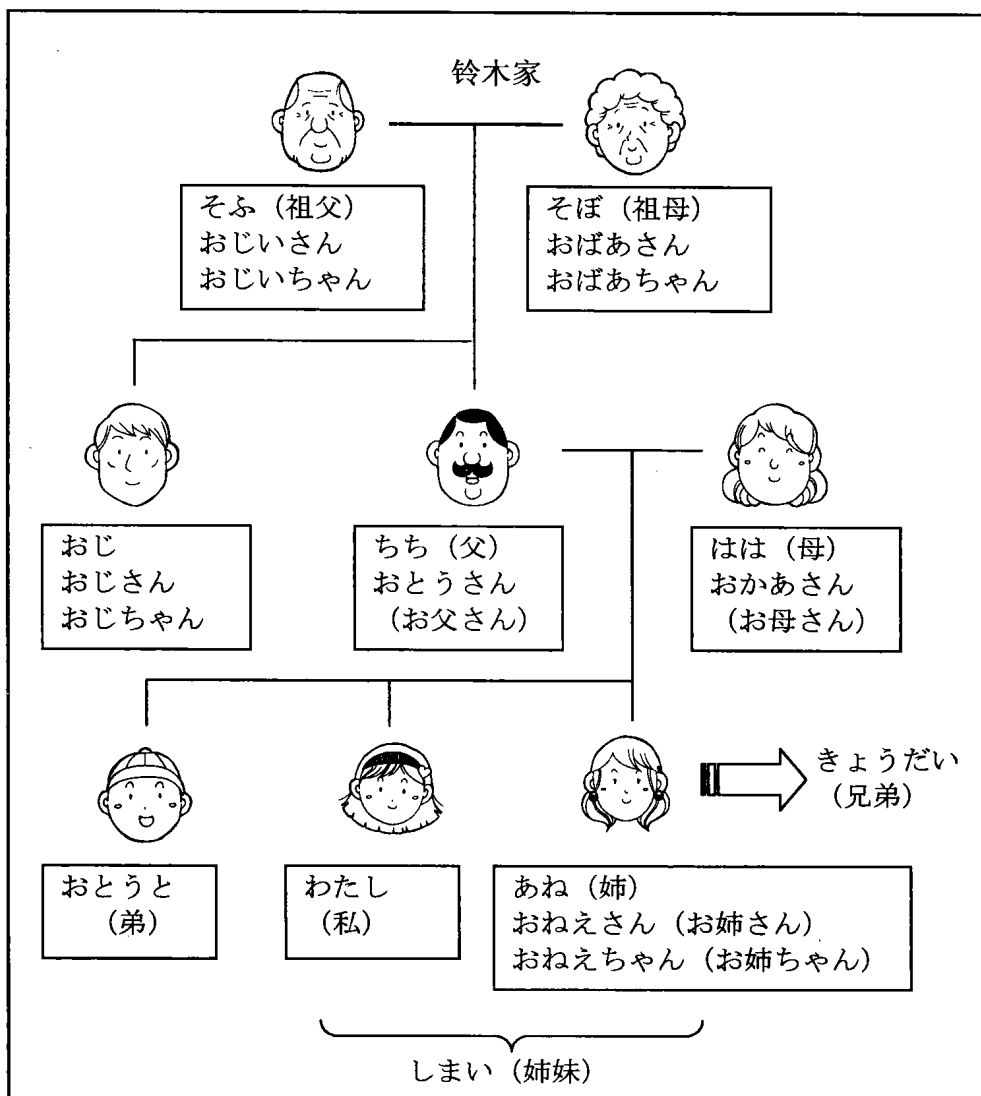 铃木家
そふ（祖父）
おじいさん
おじいちゃん
そぼ（祖母）
おばあさん
おばあちゃん
おじ
おじさん
おじちゃん
ちち（父）
おとうさん
（お父さん）
はは（母）
おかあさん
（お母さん）
きょうだい
（兄弟）
おとうと
（弟）
わたし
（私）
あね（姉）
おねえさん（お姉さん）
おねえちゃん（お姉ちゃん）
しまい（姉妹）